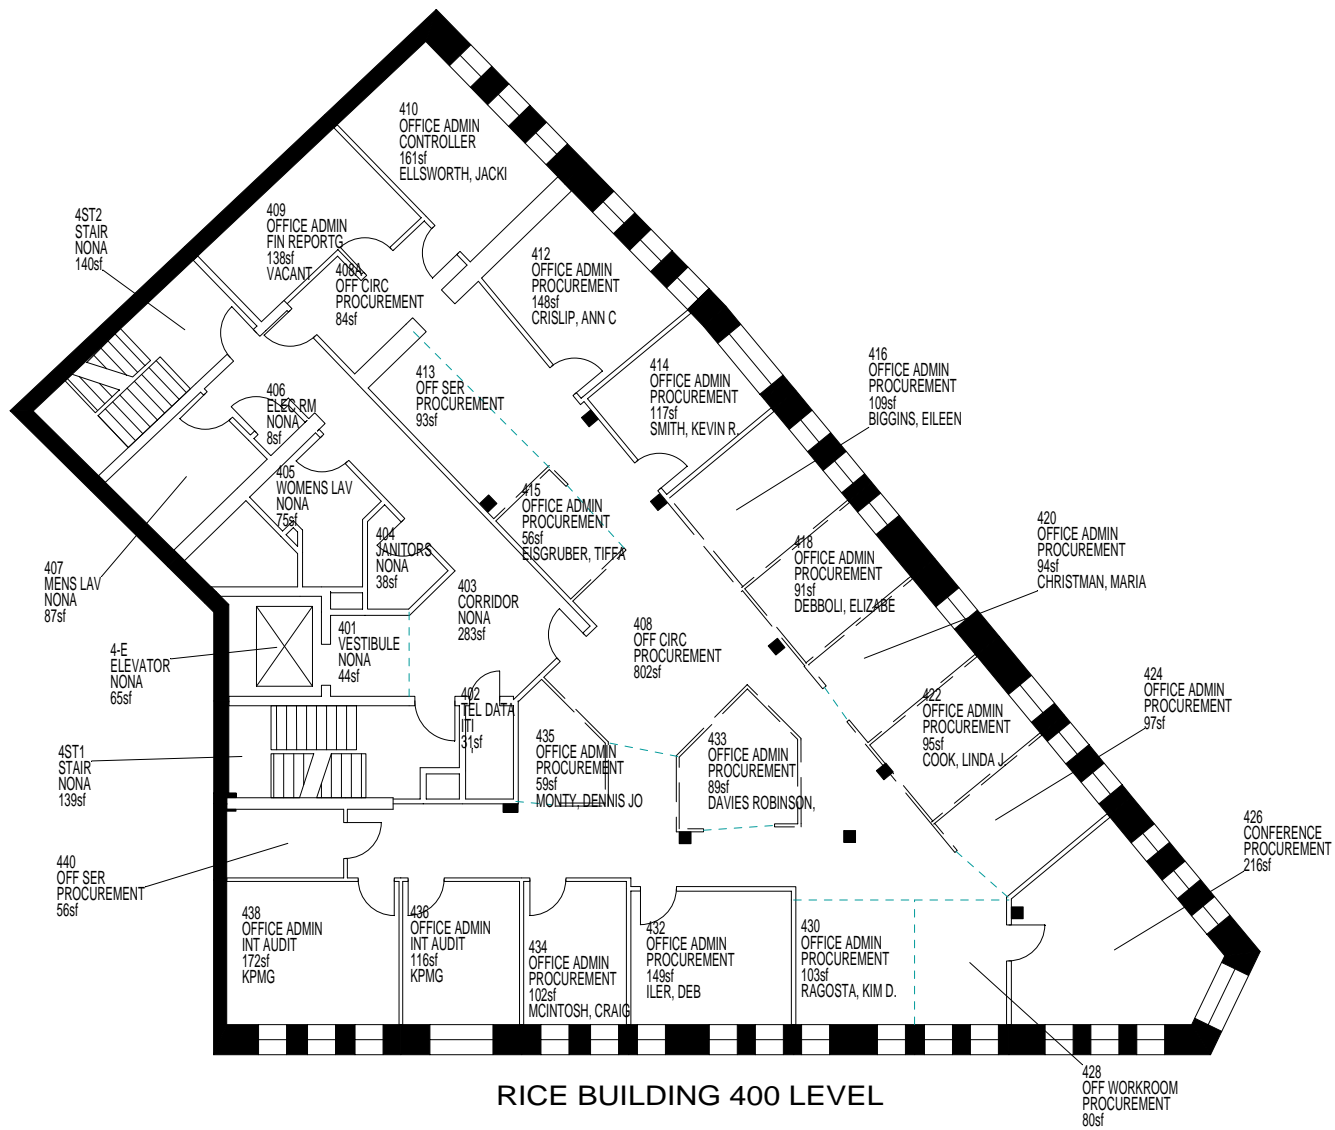 410
OFFICE ADMIN
CONTROLLER
161sf
ELLSWORTH, JACKI
4ST2
STAIR
NONA
140sf
409
OFFICE ADMIN
FIN REPORTG
138sf
VACANT
408A
OFF CIRC
PROCUREMENT
84sf
412
OFFICE ADMIN
PROCUREMENT
148sf
CRISLIP, ANN C
414
OFFICE ADMIN
PROCUREMENT
117sf
SMITH, KEVIN R.
416
OFFICE ADMIN
PROCUREMENT
109sf
BIGGINS, EILEEN
413
OFF SER
PROCUREMENT
93sf
406
ELEC RM
NONA
8sf
405
WOMENS LAV
NONA
75sf
415
OFFICE ADMIN
PROCUREMENT
56sf
EISGRUBER, TIFFA
404
JANITORS
NONA
38sf
407
MENS LAV
NONA
87sf
403
CORRIDOR
NONA
283sf
418
OFFICE ADMIN
PROCUREMENT
91sf
DEBBOLI, ELIZABE
420
OFFICE ADMIN
PROCUREMENT
94sf
CHRISTMAN, MARIA
401
VESTIBULE
NONA
44sf
408
OFF CIRC
PROCUREMENT
802sf
4-E
ELEVATOR
NONA
65sf
402
TEL DATA
ITI
31sf
422
OFFICE ADMIN
PROCUREMENT
95sf
COOK, LINDA J.
424
OFFICE ADMIN
PROCUREMENT
97sf
4ST1
STAIR
NONA
139sf
435
OFFICE ADMIN
PROCUREMENT
59sf
MONTY, DENNIS JO
433
OFFICE ADMIN
PROCUREMENT
89sf
DAVIES ROBINSON,
426
CONFERENCE
PROCUREMENT
216sf
440
OFF SER
PROCUREMENT
56sf
438
OFFICE ADMIN
INT AUDIT
172sf
KPMG
436
OFFICE ADMIN
INT AUDIT
116sf
KPMG
434
OFFICE ADMIN
PROCUREMENT
102sf
MCINTOSH, CRAIG
432
OFFICE ADMIN
PROCUREMENT
149sf
ILER, DEB
430
OFFICE ADMIN
PROCUREMENT
103sf
RAGOSTA, KIM D.
428
OFF WORKROOM
PROCUREMENT
80sf
RICE BUILDING 400 LEVEL